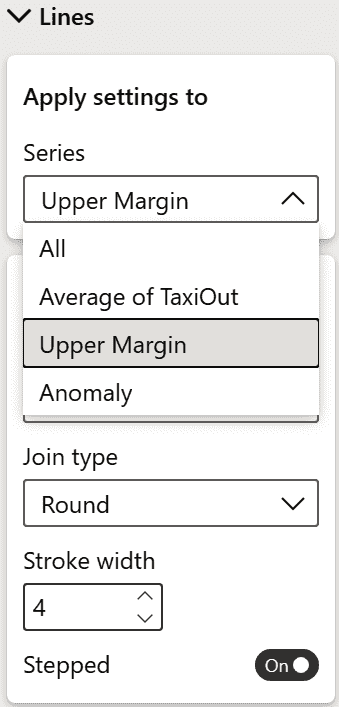 Lines
Apply settings to
Series
Upper Margin
All
Average of TaxiOut
Upper Margin
Anomaly
Join type
Round
Stroke width
4
Stepped On